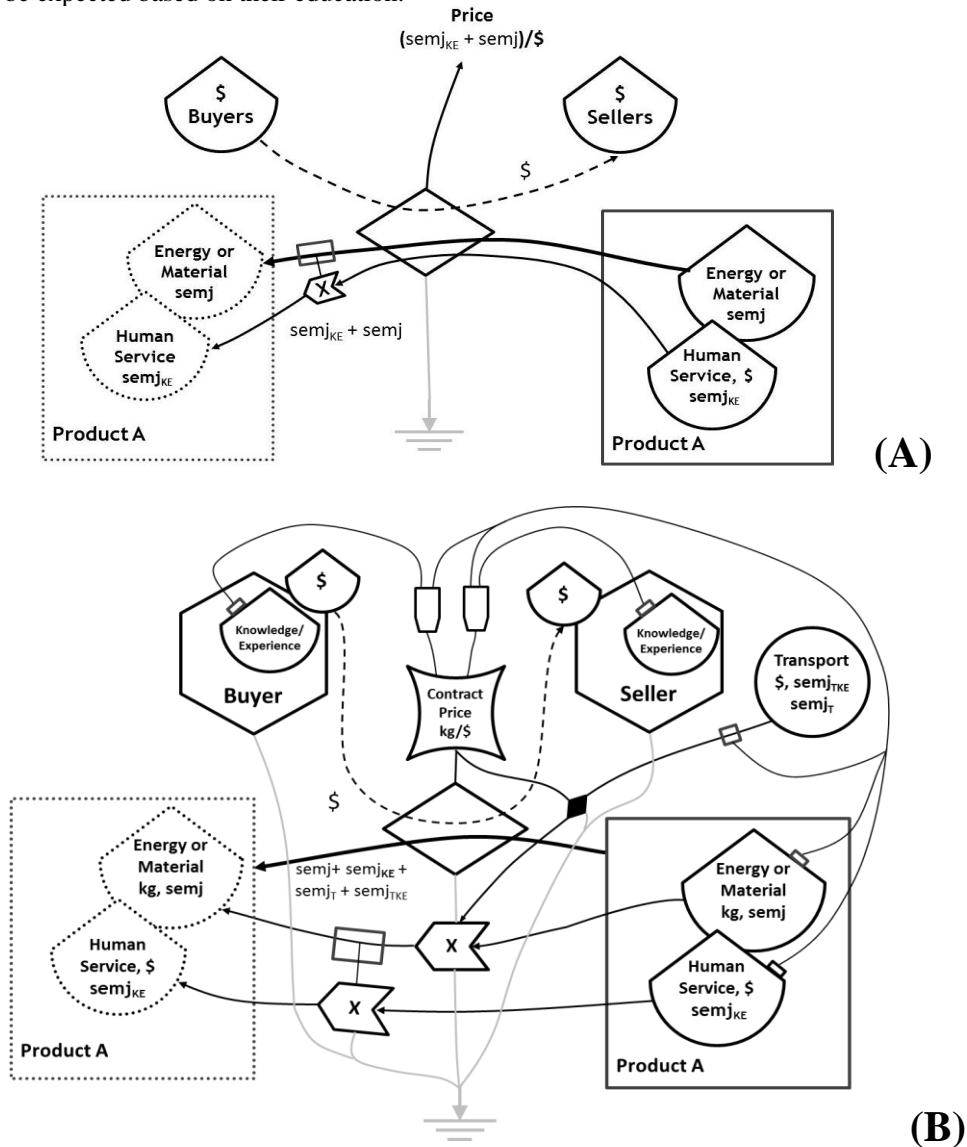 be expected based on their education.
Price
(semjKE + semj)/$
$
Buyers
$
Sellers
$
Energy or
Material
semj
Human
Service
semjKE
Product A
X
semjKE + semj
Energy or
Material
semj
Human
Service, $
semjKE
Product A
(A)
$
Knowledge/
Experience
Buyer
$
Knowledge/
Experience
Seller
Contract
Price
kg/$
Transport
$, semjTKE
semjT
$
Energy or
Material
kg, semj
Human
Service, $
semjKE
Product A
semj+ semjKE +
semjT + semjTKE
X
X
Energy or
Material
kg, semj
Human
Service, $
semjKE
Product A
(B)